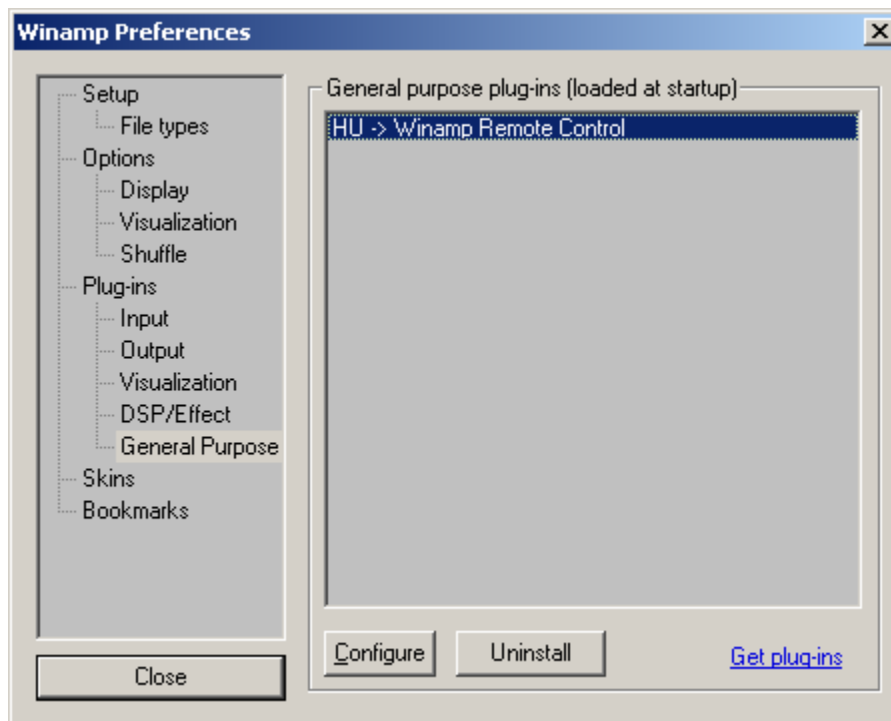 Winamp Preferences
Setup
File types
Options
Display
Visualization
Shuffle
Plug-ins
Input
Output
Visualization
DSP/Effect
General Purpose
Skins
Bookmarks
Close
General purpose plug-ins (loaded at startup)
HU -> Winamp Remote Control
Configure
Uninstall
Get plug-ins